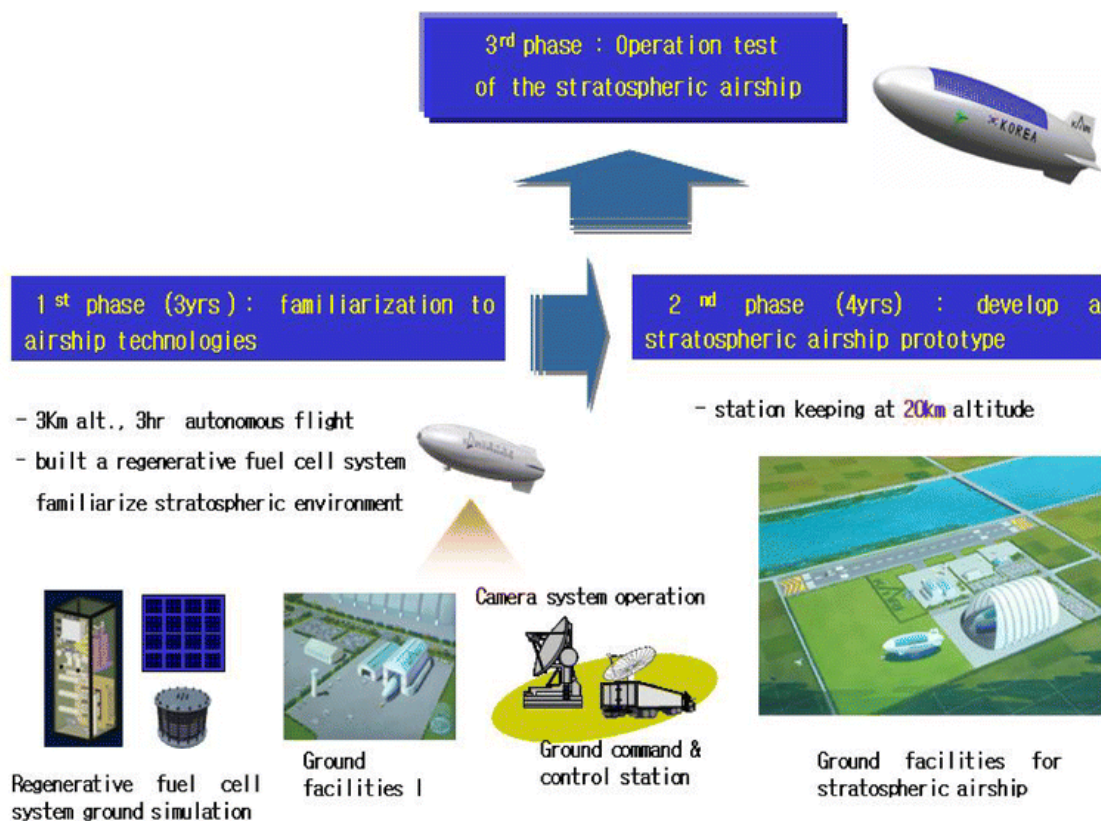 3rd phase : Operation test
of the stratospheric airship
KOREA
1 st phase (3yrs) : familiarization to
airship technologies
2 nd phase (4yrs) : develop a
stratospheric airship prototype
- 3Km alt., 3hr autonomous flight
- built a regenerative fuel cell system
familiarize stratospheric environment
- station keeping at 20km altitude
Camera system operation
Regenerative fuel cell
system ground simulation
Ground
facilities I
Ground command &
control station
Ground facilities for
stratospheric airship